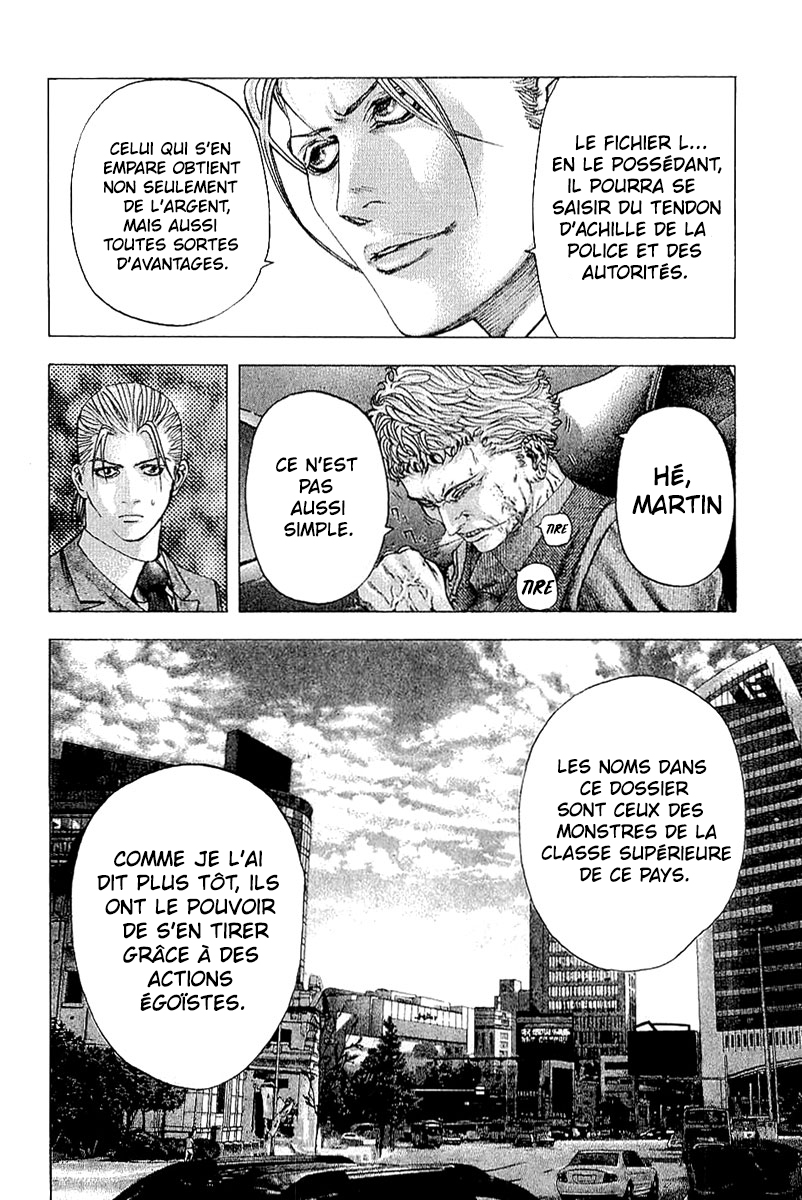 LE FICHIER L...
EN LE POSSÉDANT,
IL POURRA SE
SAISIR DU TENDON
D'ACHILLE DE LA
POLICE ET DES
AUTORITÉS.
CELUI QUI S'EN
EMPARE OBTIENT
NON SEULEMENT
DE L'ARGENT,
MAIS AUSSI
TOUTES SORTES
D'AVANTAGES.
HÉ,
MARTIN
TIRE
TIRE
CE N'EST
PAS
AUSSI
SIMPLE.
LES NOMS DANS
CE DOSSIER
SONT CEUX DES
MONSTRES DE LA
CLASSE SUPÉRIEURE
DE CE PAYS.
COMME JE L'AI
DIT PLUS TÔT, ILS
ONT LE POUVOIR
DE S'EN TIRER
GRÂCE À DES
ACTIONS
ÉGOÏSTES.